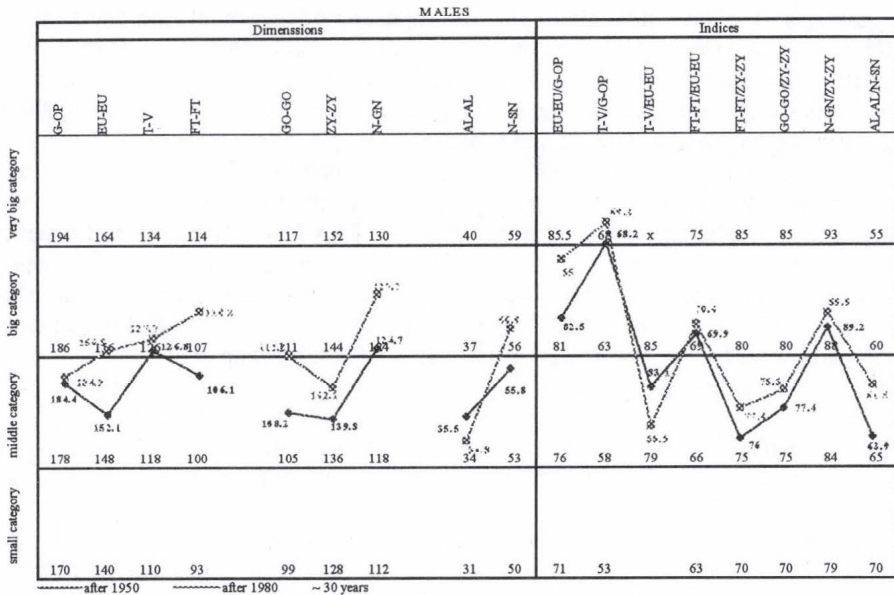 MALES
Dimenssions Indices
G-OP EU-EU T-V FT-FT GO-GO ZY-ZY N-GN AL-AL N-SN EU-EU/G-OP T-V/G-OP T-V/EU-EU FT-FT/EU-EU FT-FT/ZY-ZY GO-GO/ZY-ZY N-GN/ZY-ZY AL-AL/N-SN
very big category
194 164 134 114 117 152 130 40 59 85.5 x 75 85 85 93 55
68.2
55
82.5
big category
186 107 144 37 56 81 63 85 80 80 60
70.4
69.9
89.2
126.8
middle category
184.4 152.1 106.1 108.2 139.8 35.5 55.8
76 77.4
178 148 118 100 105 136 118 34 53 76 58 79 66 75 75 84 65
small category
170 140 110 93 99 128 112 31 50 71 53 63 70 70 79 70
after 1950 after 1980 ~ 30 years